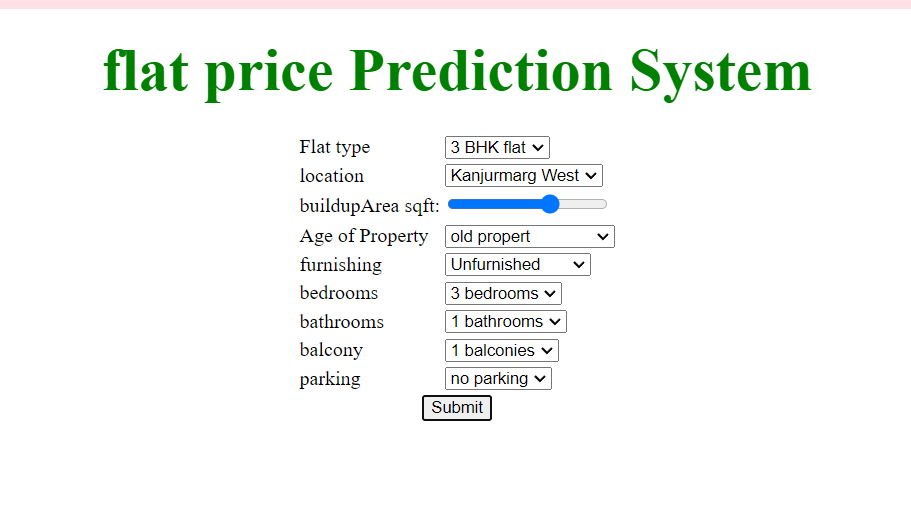 flat price Prediction System
Flat type 3 BHK flat
location Kanjurmarg West
buildupArea sqft:
Age of Property old propert
furnishing Unfurnished
bedrooms 3 bedrooms
bathrooms 1 bathrooms
balcony 1 balconies
parking no parking
Submit